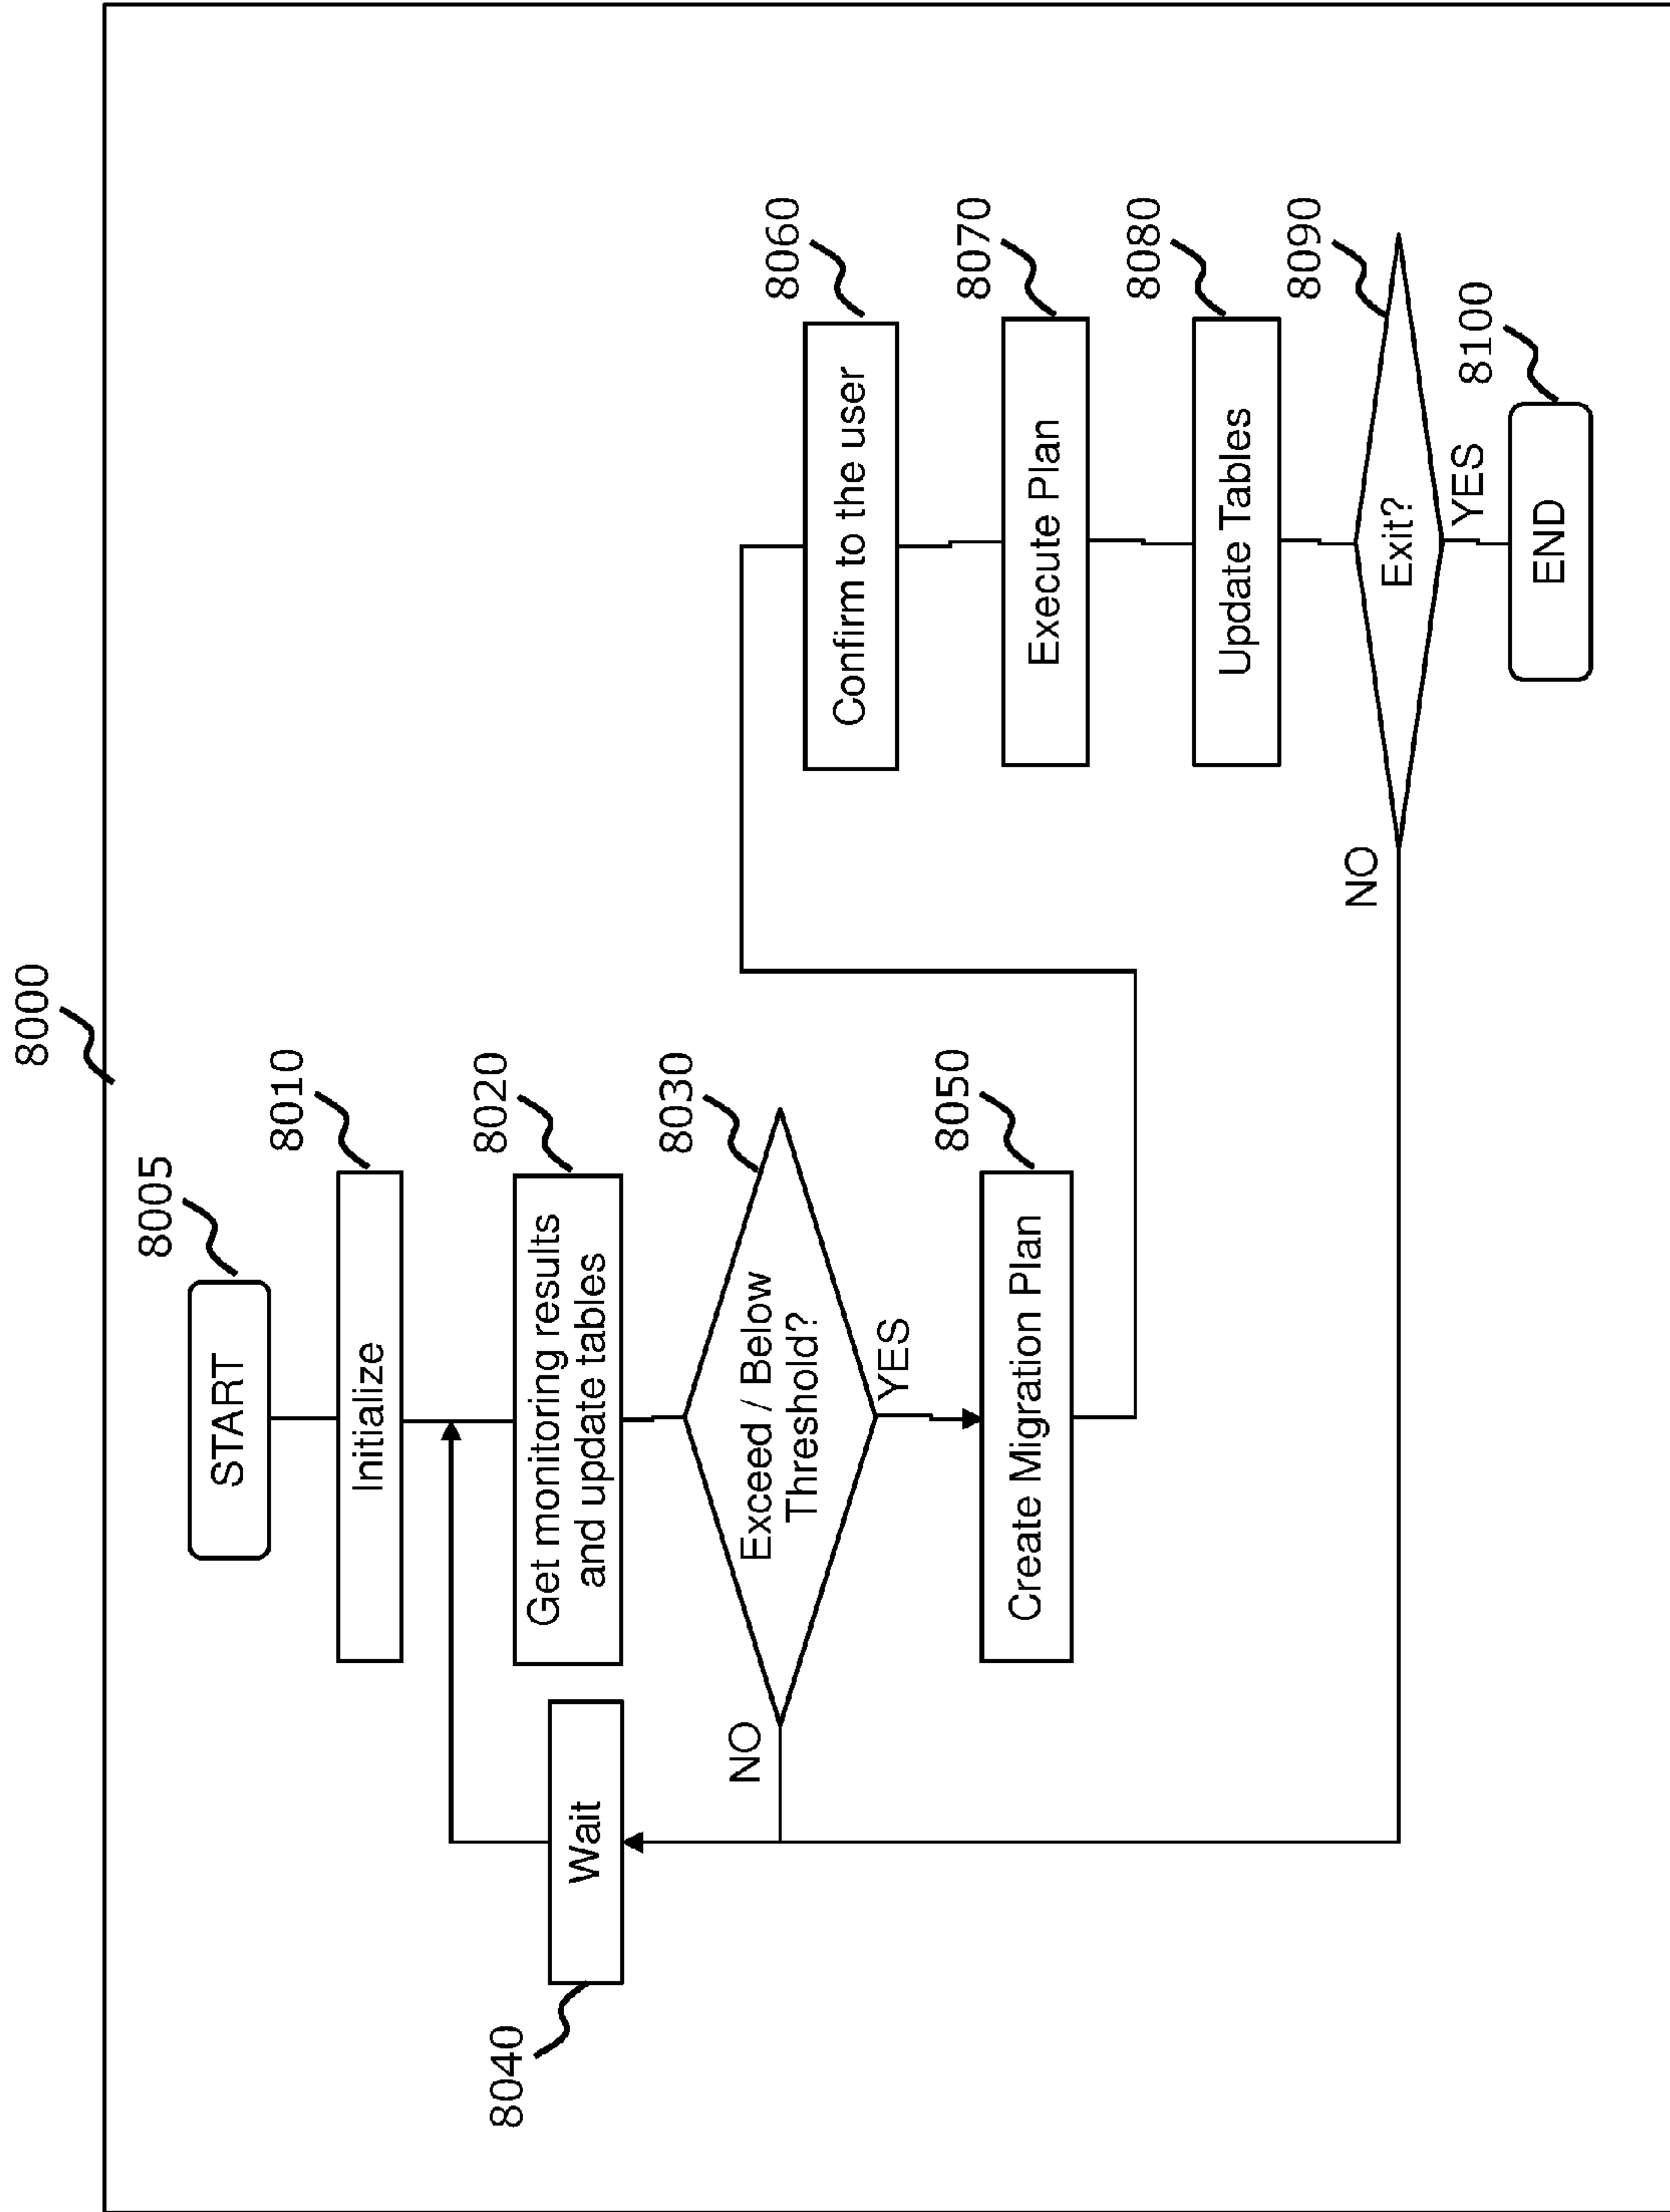 8000
START
8005
Initialize
8010
Get monitoring results
and update tables
8020
Exceed / Below
Threshold?
8030
NO
YES
Wait
8040
Create Migration Plan
8050
Confirm to the user
8060
Execute Plan
8070
Update Tables
8080
Exit?
8090
NO
YES
END
8100